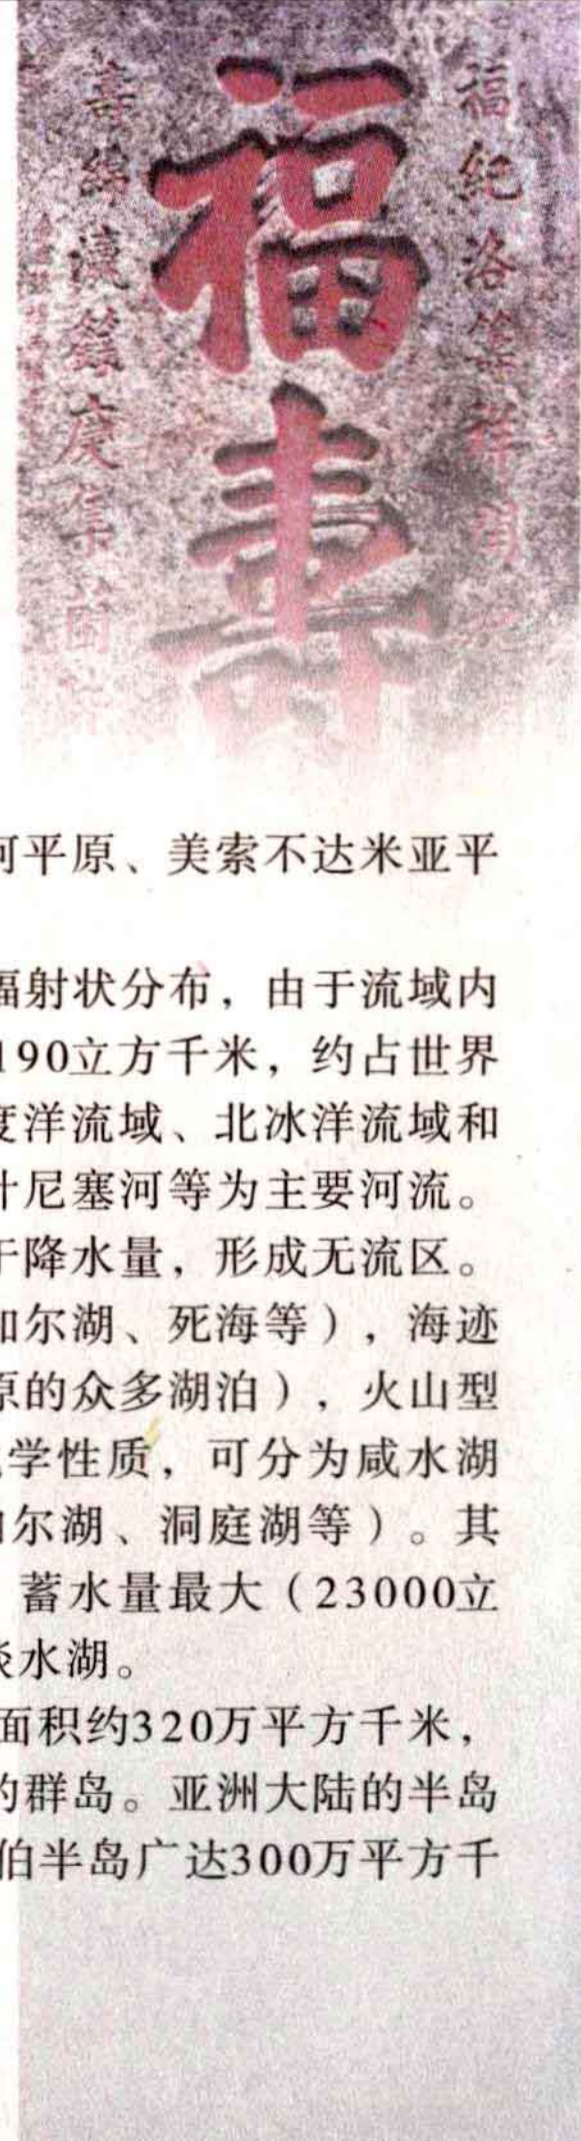 福寿
福纪洛
河平原、美索不达米亚平
辐射状分布，由于流域内
190立方千米，约占世界
度洋流域、北冰洋流域和
叶尼塞河等为主要河流。
于降水量，形成无流区。
加尔湖、死海等），海迹
原的众多湖泊），火山型
学性质，可分为咸水湖
尔湖、洞庭湖等）。其
蓄水量最大（23000立
淡水湖。
面积约320万平方千米，
的群岛。亚洲大陆的半岛
伯半岛广达300万平方千